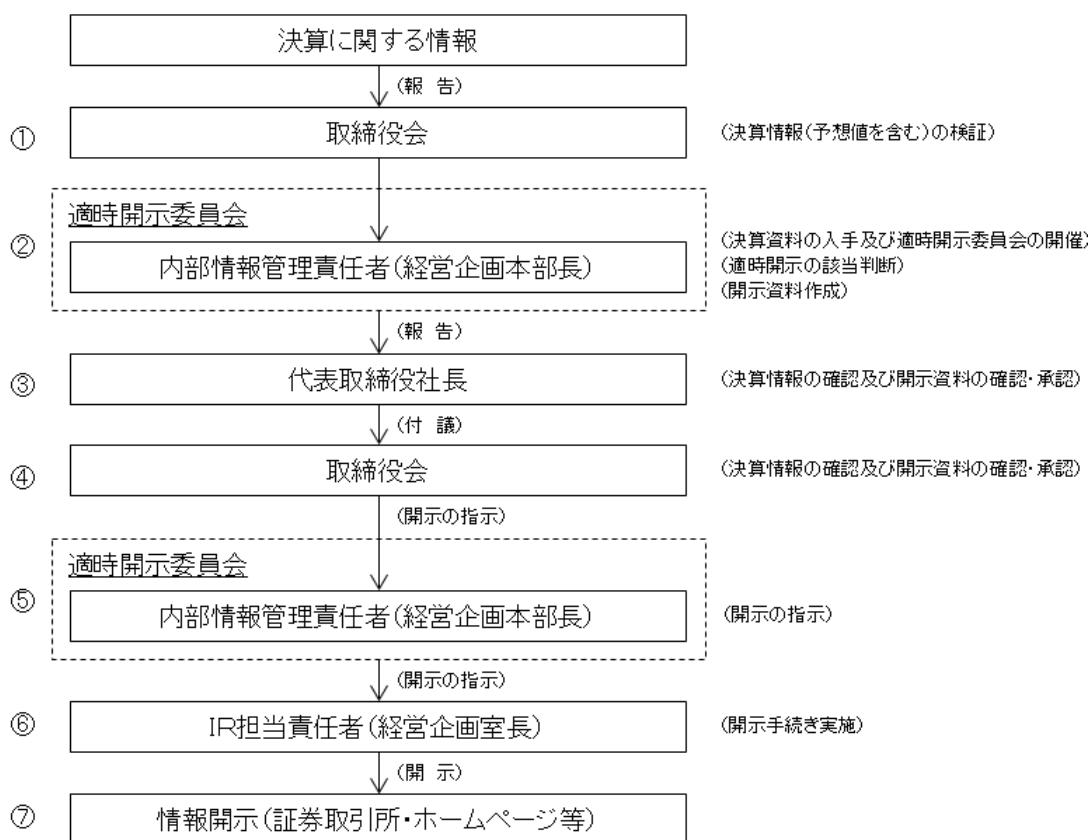 決算に関する情報
(報 告)
① 取締役会 (決算情報(予想値を含む)の検証)
適時開示委員会
② 内部情報管理責任者(経営企画本部長) (決算資料の入手及び適時開示委員会の開催)
(適時開示の該当判断)
(開示資料作成)
(報 告)
③ 代表取締役社長 (決算情報の確認及び開示資料の確認・承認)
(付 議)
④ 取締役会 (決算情報の確認及び開示資料の確認・承認)
(開示の指示)
適時開示委員会
⑤ 内部情報管理責任者(経営企画本部長) (開示の指示)
(開示の指示)
⑥ IR担当責任者(経営企画室長) (開示手続き実施)
(開 示)
⑦ 情報開示(証券取引所・ホームページ等)